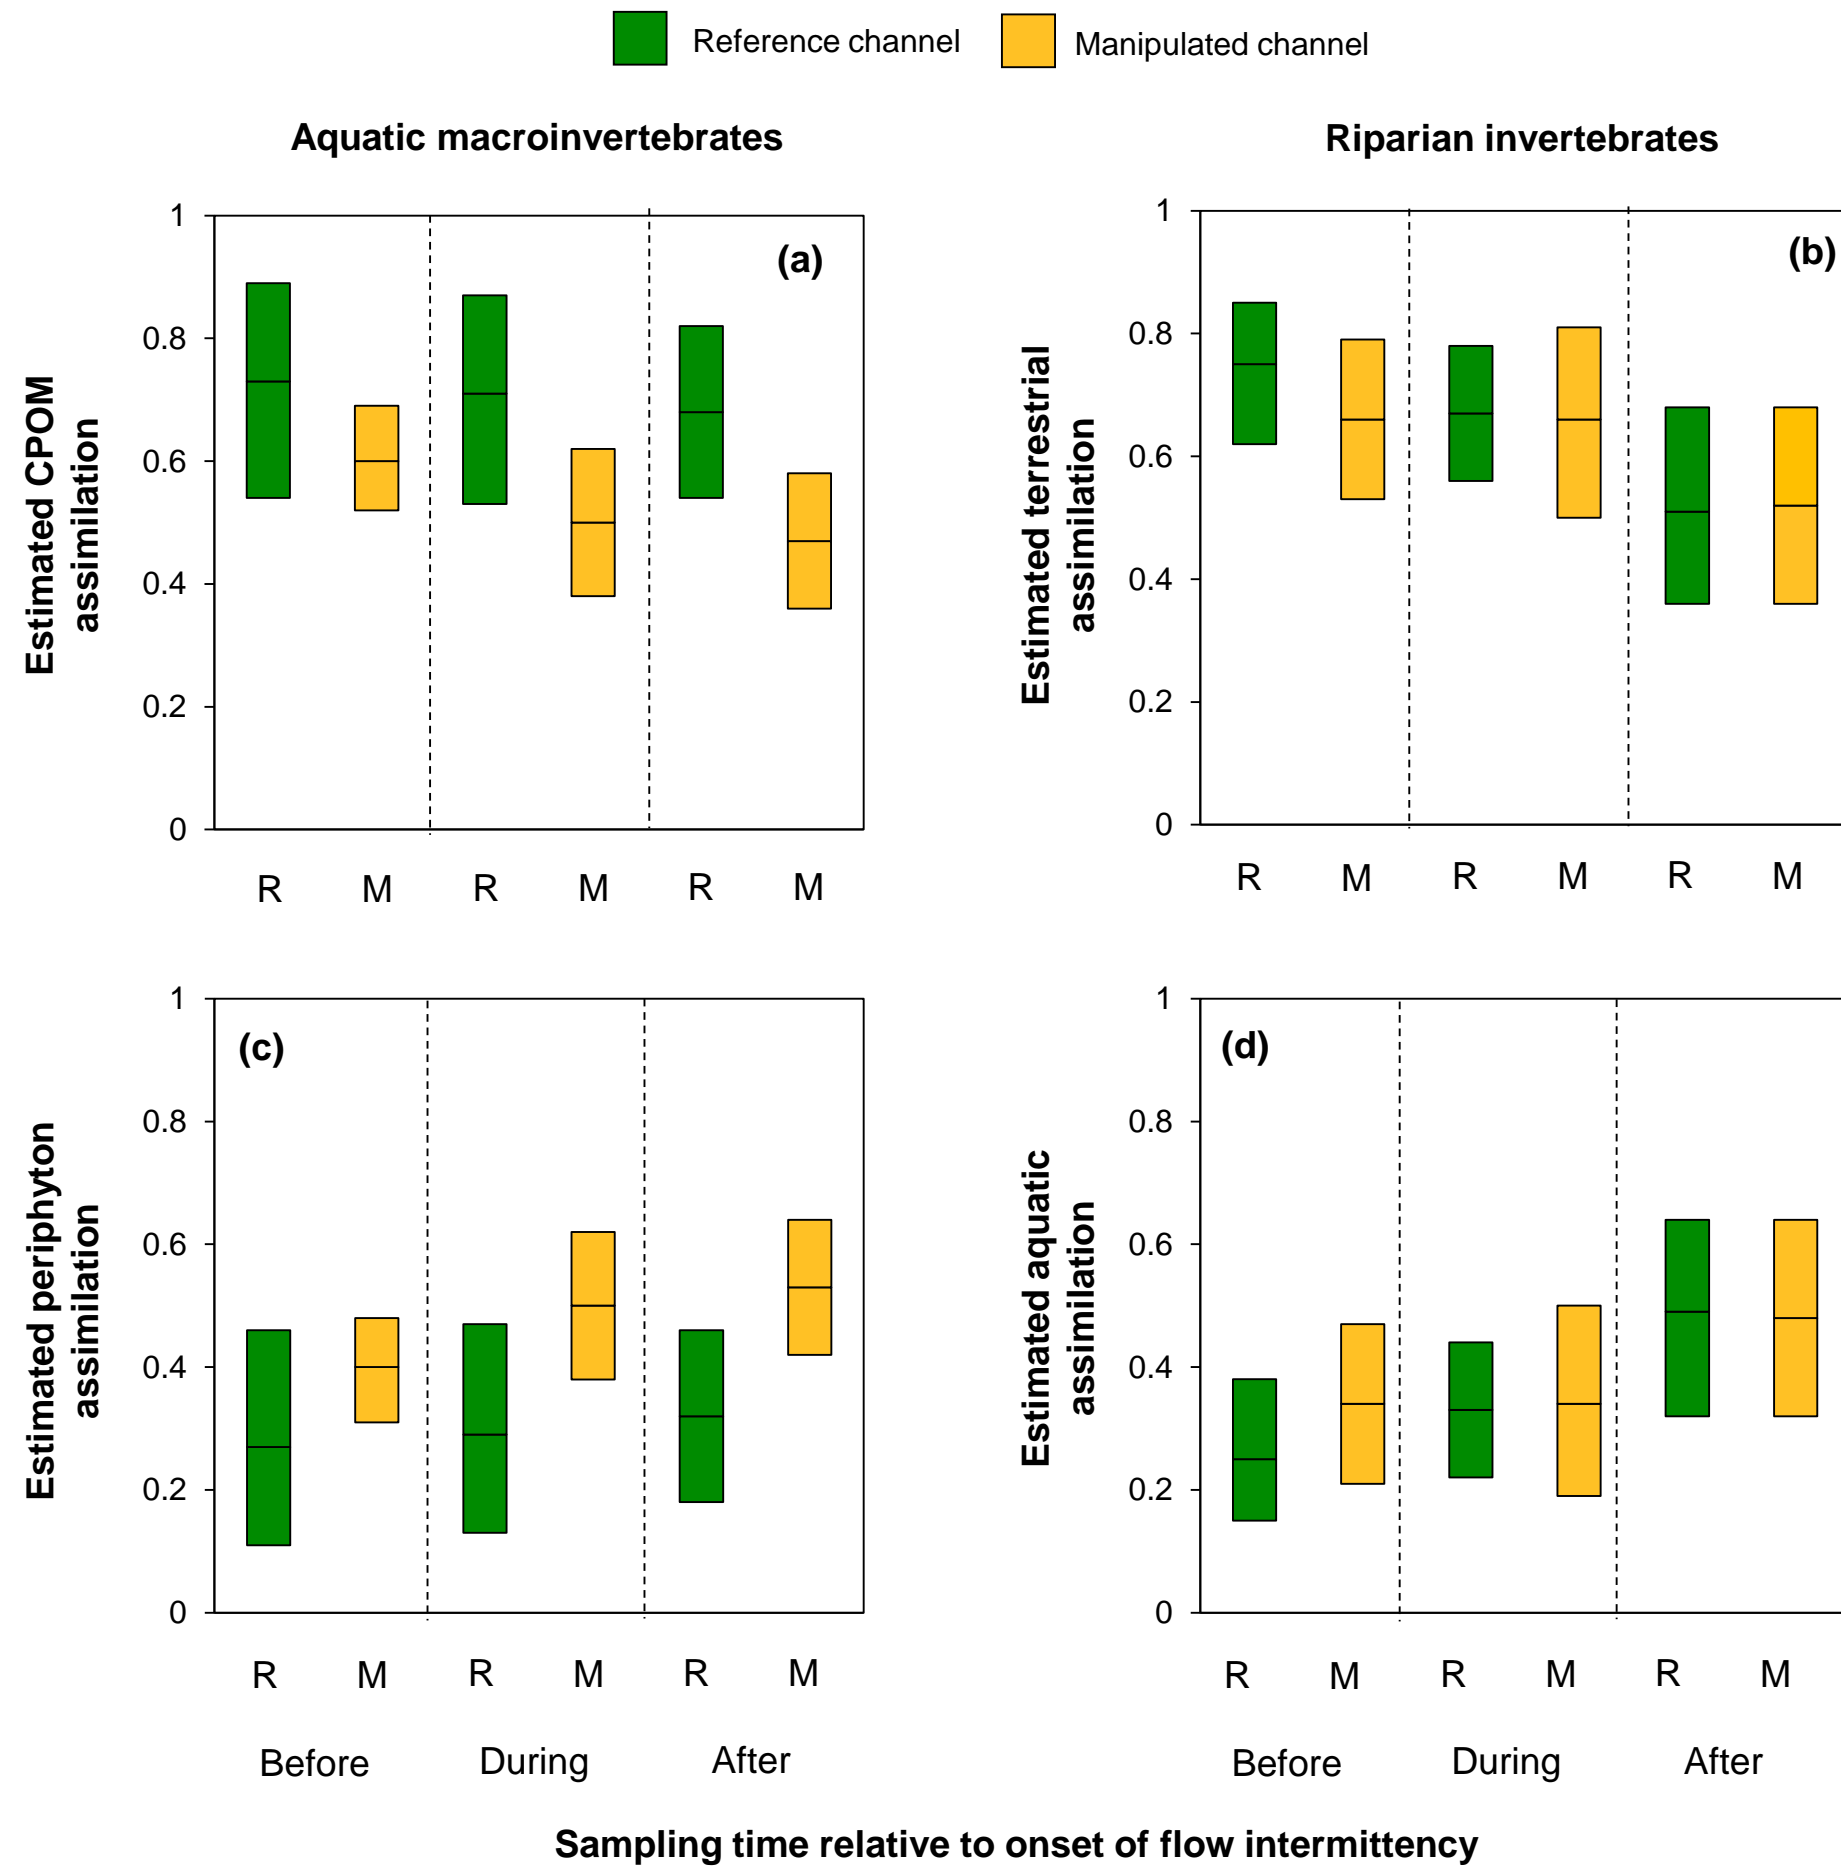 Reference channel
Manipulated channel
Aquatic macroinvertebrates
Riparian invertebrates
Estimated CPOM
assimilation
1
0.8
0.6
0.4
0.2
0
(a)
R M R M R M
Estimated terrestrial
assimilation
1
0.8
0.6
0.4
0.2
0
(b)
R M R M R M
Estimated periphyton
assimilation
1
0.8
0.6
0.4
0.2
0
(c)
R M R M R M
Before During After
Estimated aquatic
assimilation
1
0.8
0.6
0.4
0.2
0
(d)
R M R M R M
Before During After
Sampling time relative to onset of flow intermittency